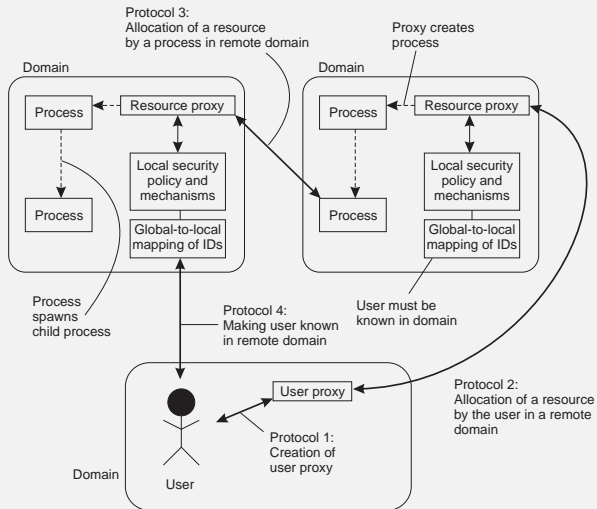 Protocol 3:
Allocation of a resource
by a process in remote domain
Proxy creates
process
Domain
Process
Resource proxy
Local security
policy and
mechanisms
Process
Global-to-local
mapping of IDs
Domain
Process
Resource proxy
Local security
policy and
mechanisms
Process
Global-to-local
mapping of IDs
Process
spawns
child process
Protocol 4:
Making user known
in remote domain
User must be
known in domain
User proxy
Protocol 2:
Allocation of a resource
by the user in a remote
domain
Protocol 1:
Creation of
user proxy
Domain
User